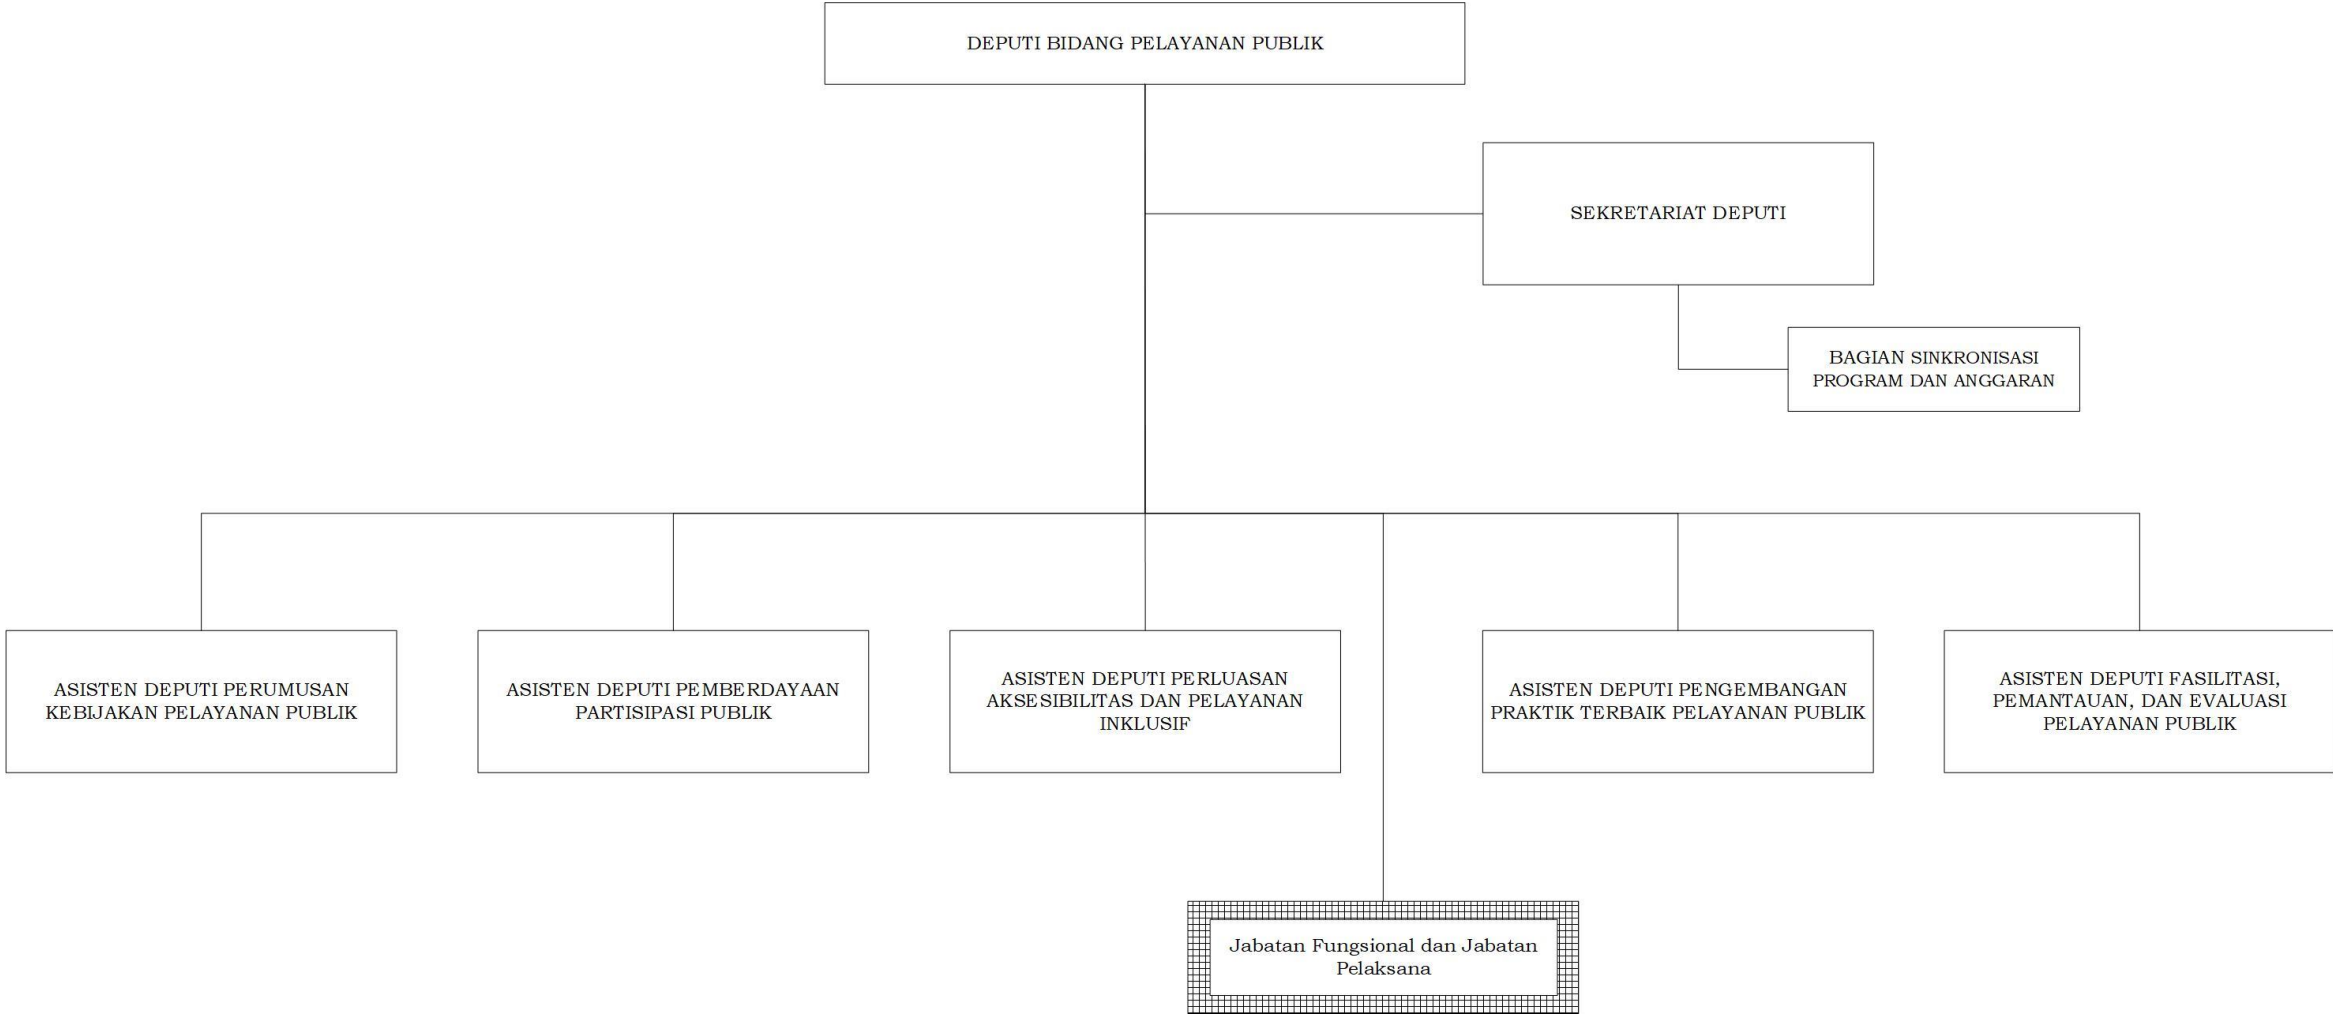 DEPUTI BIDANG PELAYANAN PUBLIK
SEKRETARIAT DEPUTI
BAGIAN SINKRONISASI
PROGRAM DAN ANGGARAN
ASISTEN DEPUTI PERUMUSAN
KEBIJAKAN PELAYANAN PUBLIK
ASISTEN DEPUTI PEMBERDAYAAN
PARTISIPASI PUBLIK
ASISTEN DEPUTI PERLUASAN
AKSESIBILITAS DAN PELAYANAN
INKLUSIF
ASISTEN DEPUTI PENGEMBANGAN
PRAKTIK TERBAIK PELAYANAN PUBLIK
ASISTEN DEPUTI FASILITASI,
PEMANTAUAN, DAN EVALUASI
PELAYANAN PUBLIK
Jabatan Fungsional dan Jabatan
Pelaksana